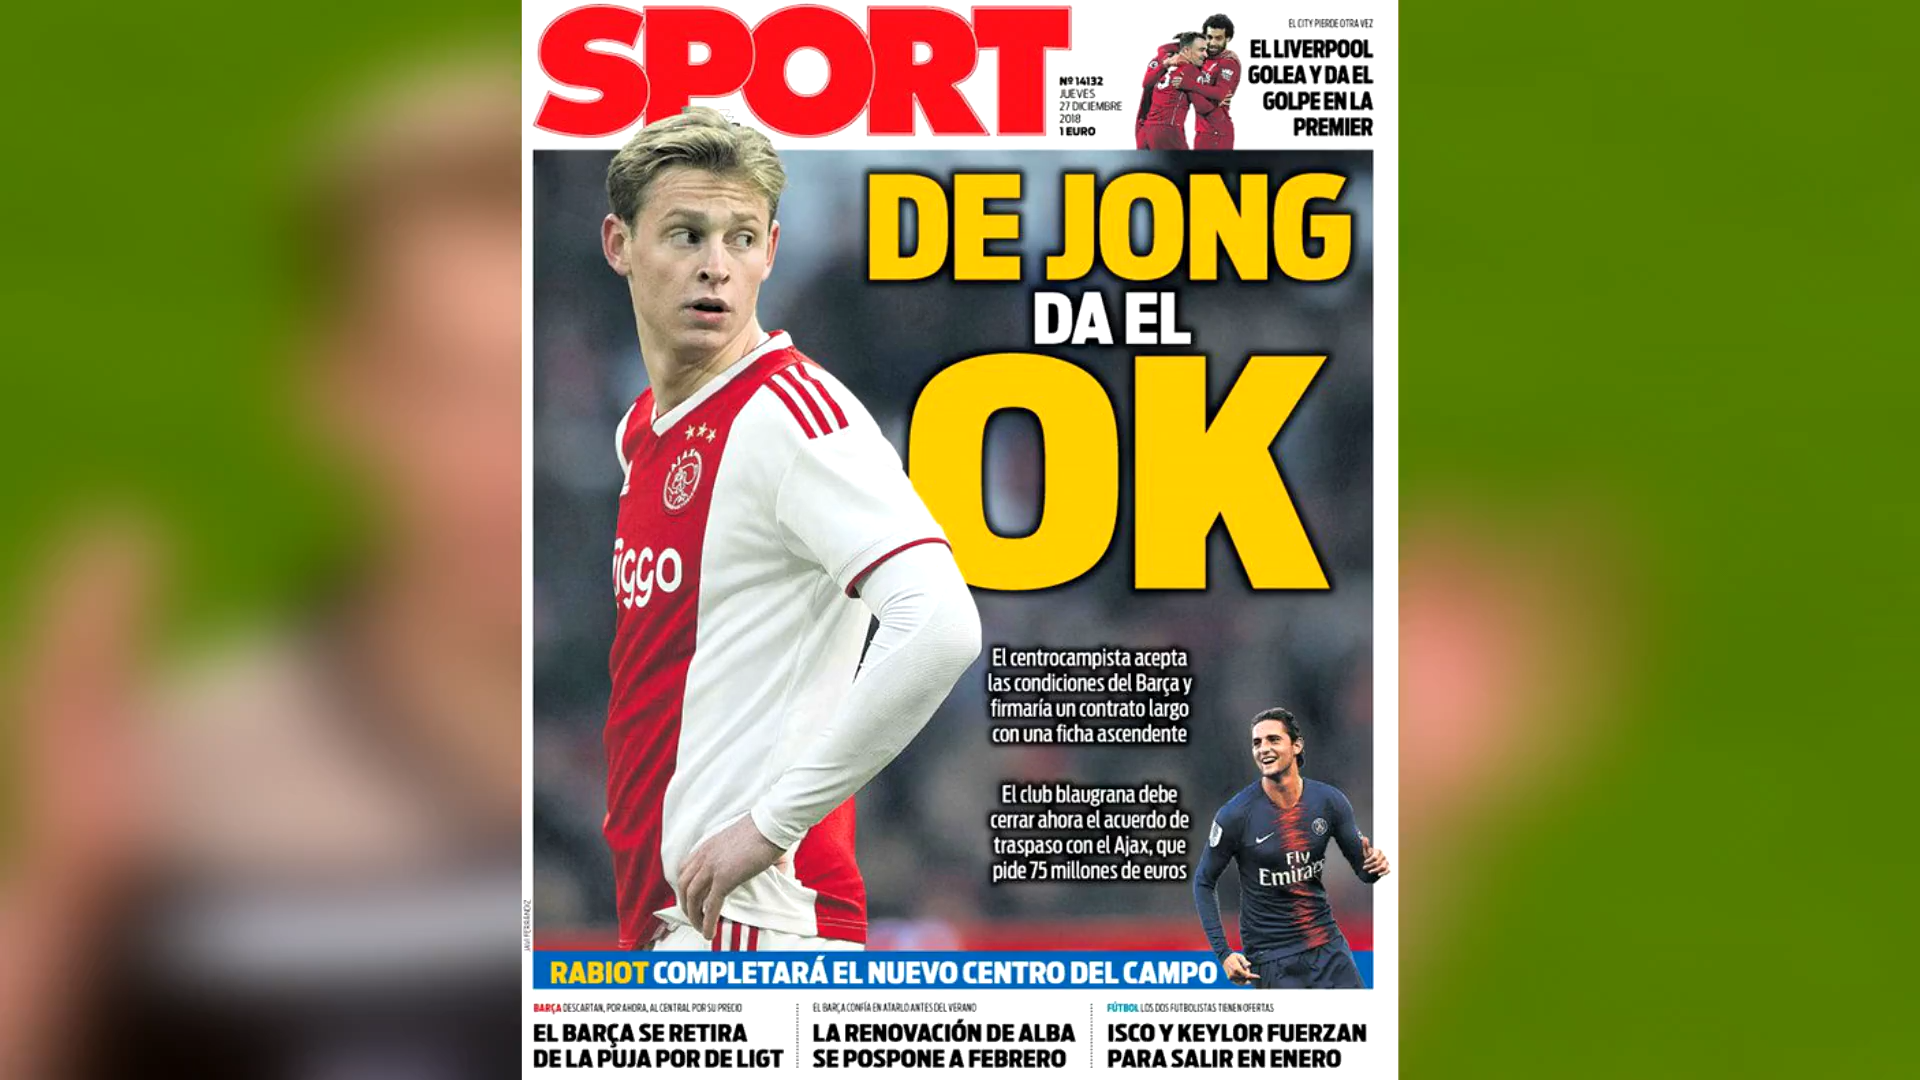 SPORT
Nº 14132
JUEVES
27 DICIEMBRE
2018
1 EURO
EL CITY PIERDE OTRA VEZ
EL LIVERPOOL
GOLEA Y DA EL
GOLPE EN LA
PREMIER
DE JONG
DA EL
OK
El centrocampista acepta
las condiciones del Barça y
firmaría un contrato largo
con una ficha ascendente
El club blaugrana debe
cerrar ahora el acuerdo de
traspaso con el Ajax, que
pide 75 millones de euros
AJAX
iggo
Fly
Emirates
JAVI FERRÁNDIZ
RABIOT COMPLETARÁ EL NUEVO CENTRO DEL CAMPO
BARÇA DESCARTAN, POR AHORA, AL CENTRAL POR SU PRECIO
EL BARÇA SE RETIRA
DE LA PUJA POR DE LIGT
EL BARÇA CONFÍA EN ATARLO ANTES DEL VERANO
LA RENOVACIÓN DE ALBA
SE POSPONE A FEBRERO
FÚTBOL LOS DOS FUTBOLISTAS TIENEN OFERTAS
ISCO Y KEYLOR FUERZAN
PARA SALIR EN ENERO